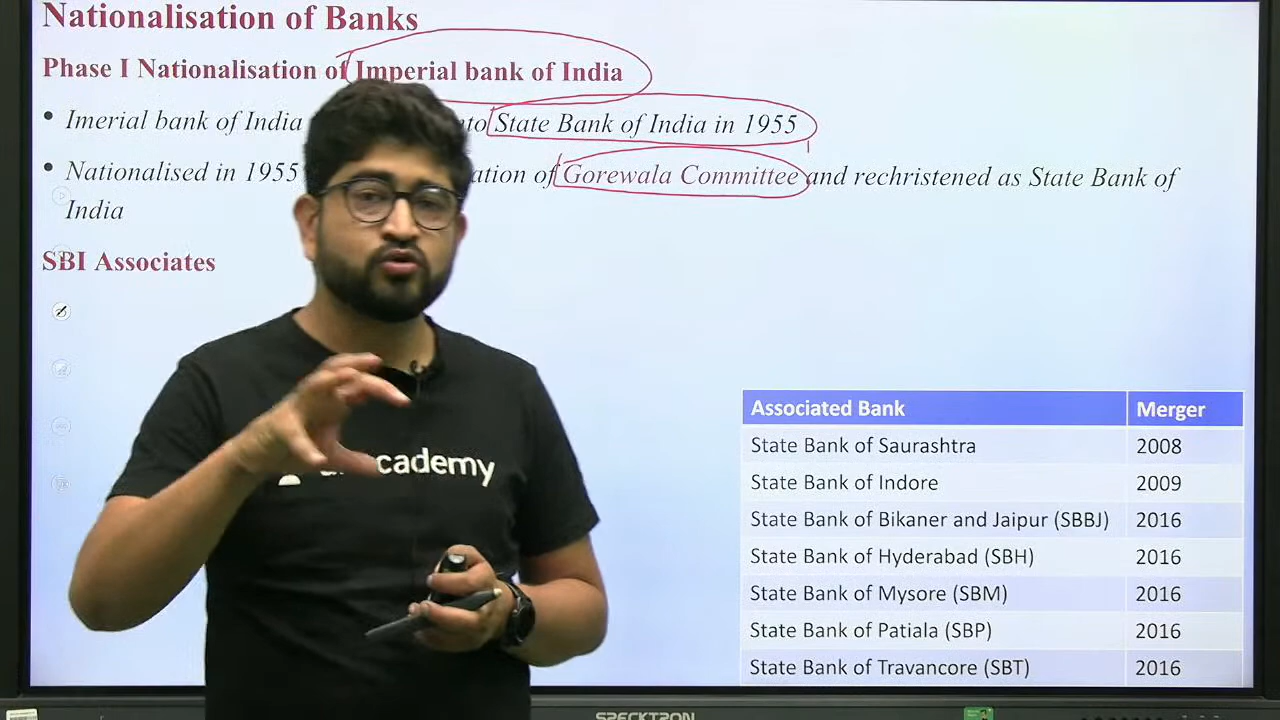 Nationalisation of Banks
Phase I Nationalisation of Imperial bank of India
Imerial bank of India into State Bank of India in 1955
Nationalised in 1955 ation of Gorewala Committee and rechristened as State Bank of
India
SBI Associates
Associated Bank Merger
State Bank of Saurashtra 2008
State Bank of Indore 2009
State Bank of Bikaner and Jaipur (SBBJ) 2016
State Bank of Hyderabad (SBH) 2016
State Bank of Mysore (SBM) 2016
State Bank of Patiala (SBP) 2016
State Bank of Travancore (SBT) 2016
unacademy
SPECKTRON